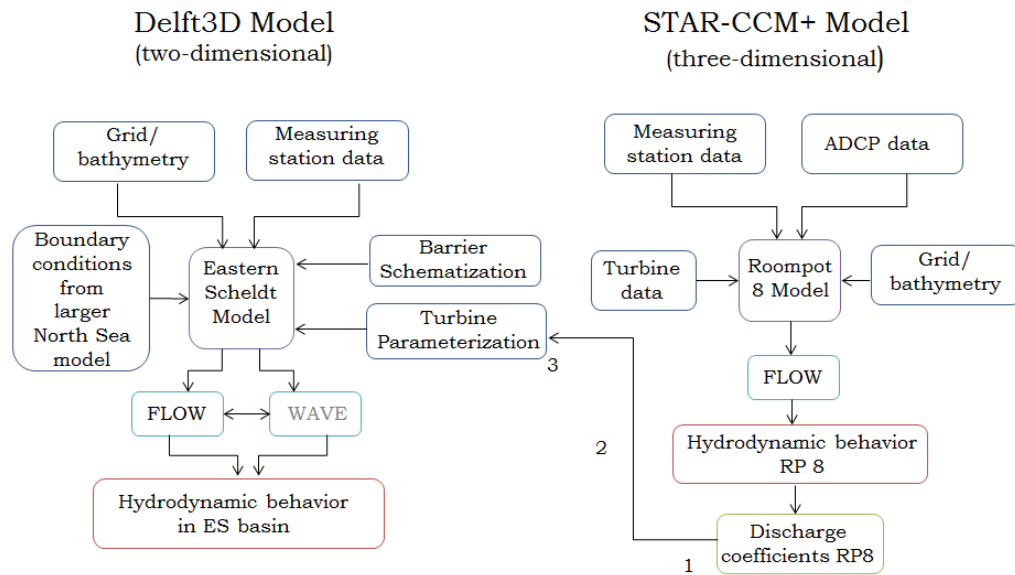 Delft3D Model
(two-dimensional)
Grid/
bathymetry
Measuring
station data
Boundary
conditions
from
larger
North Sea
model
Eastern
Scheldt
Model
Barrier
Schematization
Turbine
Parameterization
FLOW
WAVE
Hydrodynamic behavior
in ES basin
STAR-CCM+ Model
(three-dimensional)
Measuring
station data
ADCP data
Turbine
data
Roompot
8 Model
Grid/
bathymetry
FLOW
Hydrodynamic behavior
RP 8
Discharge
coefficients RP8
1
2
3